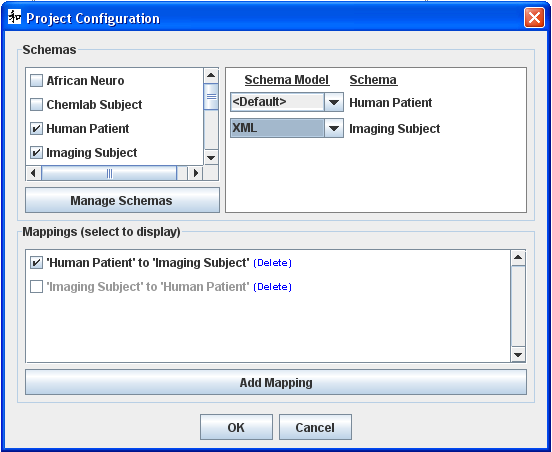 和 Project Configuration
Schemas
African Neuro
Chemlab Subject
Human Patient
Imaging Subject
Manage Schemas
Schema Model Schema
<Default> Human Patient
XML Imaging Subject
Mappings (select to display)
'Human Patient' to 'Imaging Subject' (Delete)
'Imaging Subject' to 'Human Patient' (Delete)
Add Mapping
OK Cancel